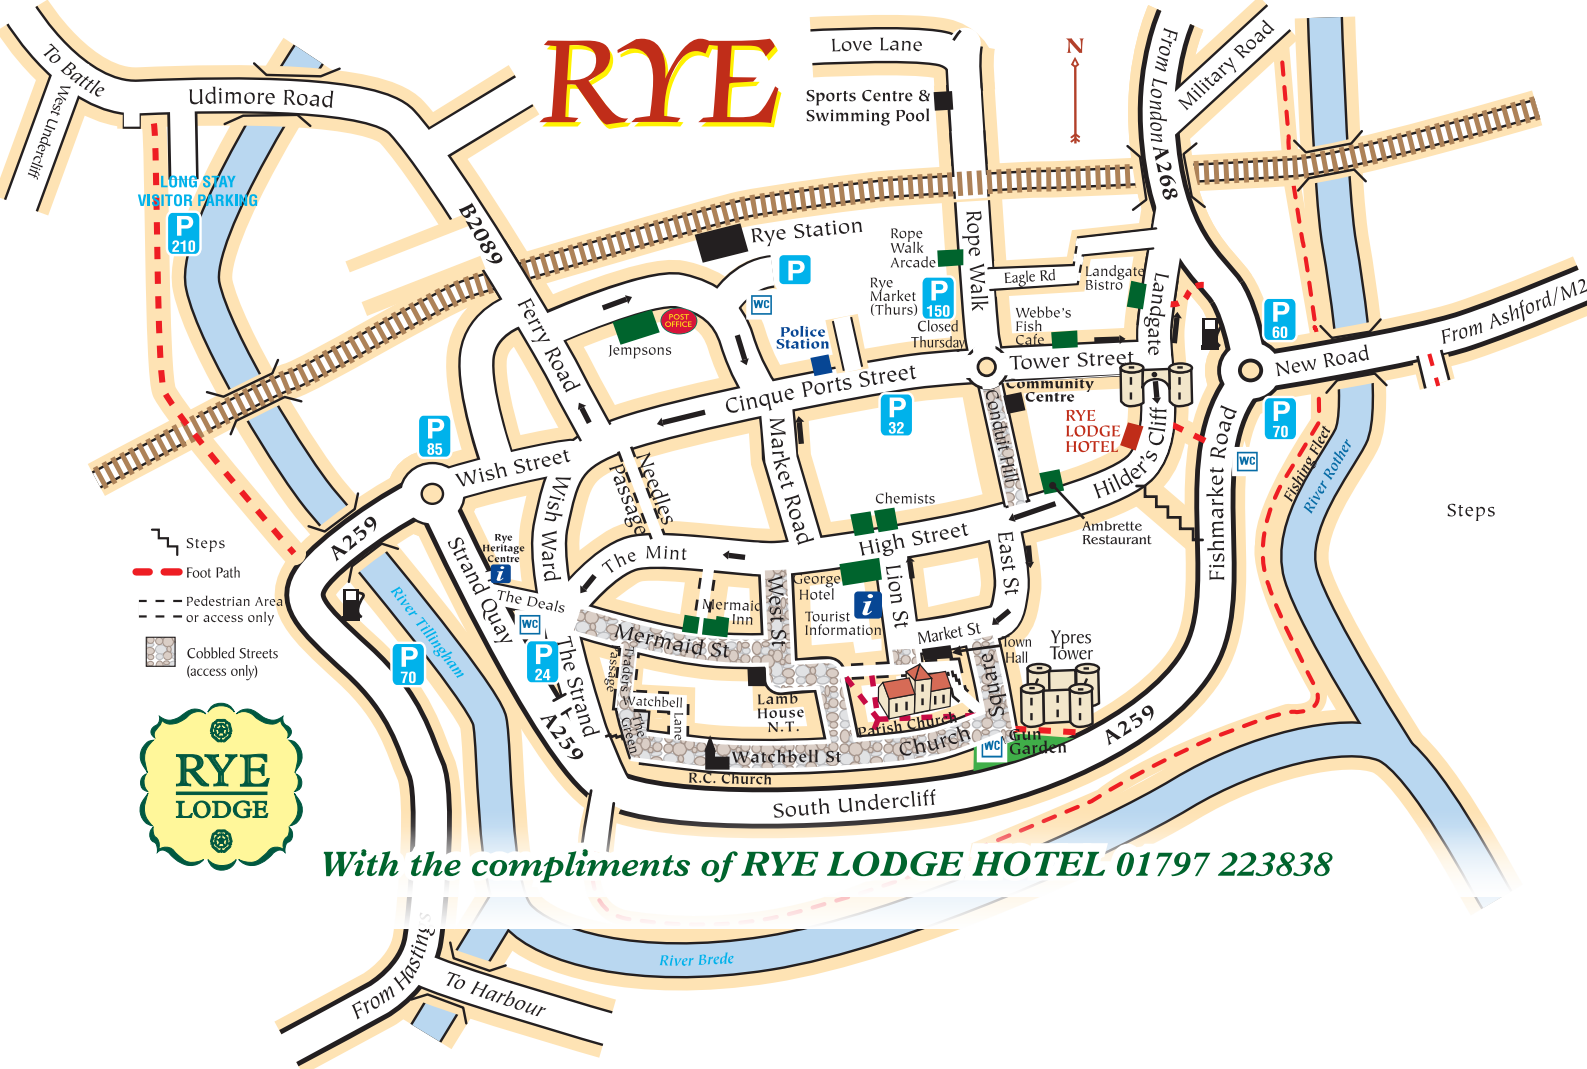 RYE
N
To Battle
West Undercliff
Udimore Road
Love Lane
Sports Centre &
Swimming Pool
From London A268
Military Road
LONG STAY
VISITOR PARKING
P
210
B2089
Rye Station
P
WC
Rope
Walk
Arcade
Rope Walk
Eagle Rd
Landgate
Bistro
Landgate
Rye
Market
(Thurs)
P
150
Closed
Thursday
Webbe's
Fish
Cafe
Ferry Road
POST
OFFICE
Jempsons
Police
Station
Cinque Ports Street
Tower Street
P
60
New Road
From Ashford/M2
Community
Centre
RYE
LODGE
HOTEL
P
32
P
70
P
85
Wish Street
Market Road
Conduit Hill
Hilder's Cliff
Fishmarket Road
WC
Fishing Fleet
River Rother
Steps
Needles
Passage
Wish Ward
Chemists
High Street
Ambrette
Restaurant
A259
Strand Quay
Rye
Heritage
Centre
i
The Mint
East St
Steps
Foot Path
Pedestrian Area
or access only
Cobbled Streets
(access only)
River Tillingham
The Deals
WC
P
24
P
70
George
Hotel
Lion St
Tourist
Information
i
Mermaid
Inn
West St
Mermaid St
Market St
Town
Hall
Ypres
Tower
The Strand
Traders
Passage
Watchbell
Lane
The
Green
Lamb
House
N.T.
Parish Church
Church
Square
WC
Gun
Garden
A259
A259
Watchbell St
R.C. Church
South Undercliff
RYE
LODGE
With the compliments of RYE LODGE HOTEL 01797 223838
River Brede
From Hastings
To Harbour